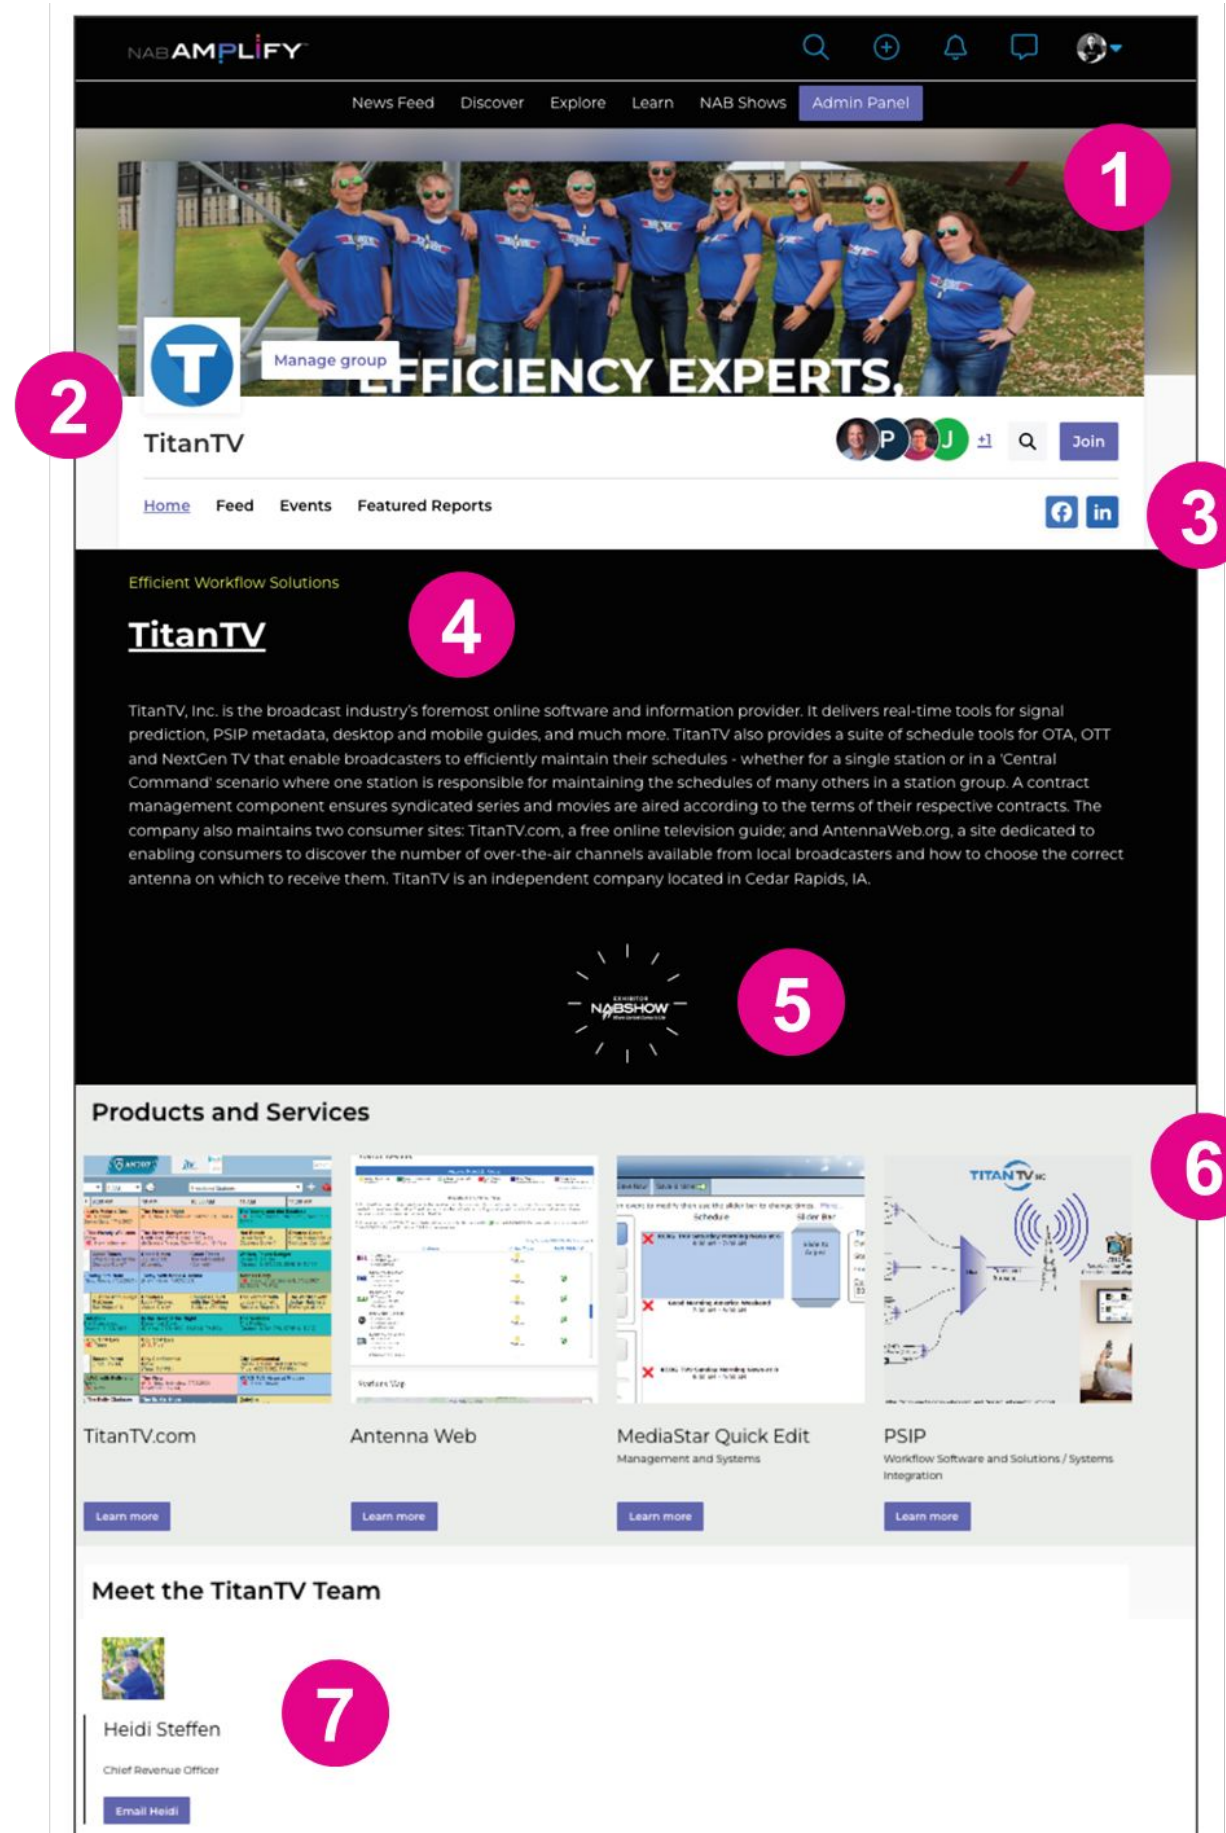 NAB AMPLIFY
News Feed Discover Explore Learn NAB Shows Admin Panel
1
T
Manage group
EFFICIENCY EXPERTS.
2
TitanTV
P J +1 Join
Home Feed Events Featured Reports
in
3
Efficient Workflow Solutions
4
TitanTV
TitanTV, Inc. is the broadcast industry's foremost online software and information provider. It delivers real-time tools for signal
prediction, PSIP metadata, desktop and mobile guides, and much more. TitanTV also provides a suite of schedule tools for OTA, OTT
and NextGen TV that enable broadcasters to efficiently maintain their schedules - whether for a single station or in a 'Central
Command' scenario where one station is responsible for maintaining the schedules of many others in a station group. A contract
management component ensures syndicated series and movies are aired according to the terms of their respective contracts. The
company also maintains two consumer sites: TitanTV.com, a free online television guide; and AntennaWeb.org, a site dedicated to
enabling consumers to discover the number of over-the-air channels available from local broadcasters and how to choose the correct
antenna on which to receive them. TitanTV is an independent company located in Cedar Rapids, IA.
EXHIBITOR
NABSHOW
5
Products and Services
6
TITANTV INC
Schedule Slider Bar
Good Morning America Weekend
TitanTV.com
Antenna Web
MediaStar Quick Edit
Management and Systems
PSIP
Workflow Software and Solutions / Systems
Integration
Learn more Learn more Learn more Learn more
Meet the TitanTV Team
7
Heidi Steffen
Chief Revenue Officer
Email Heidi